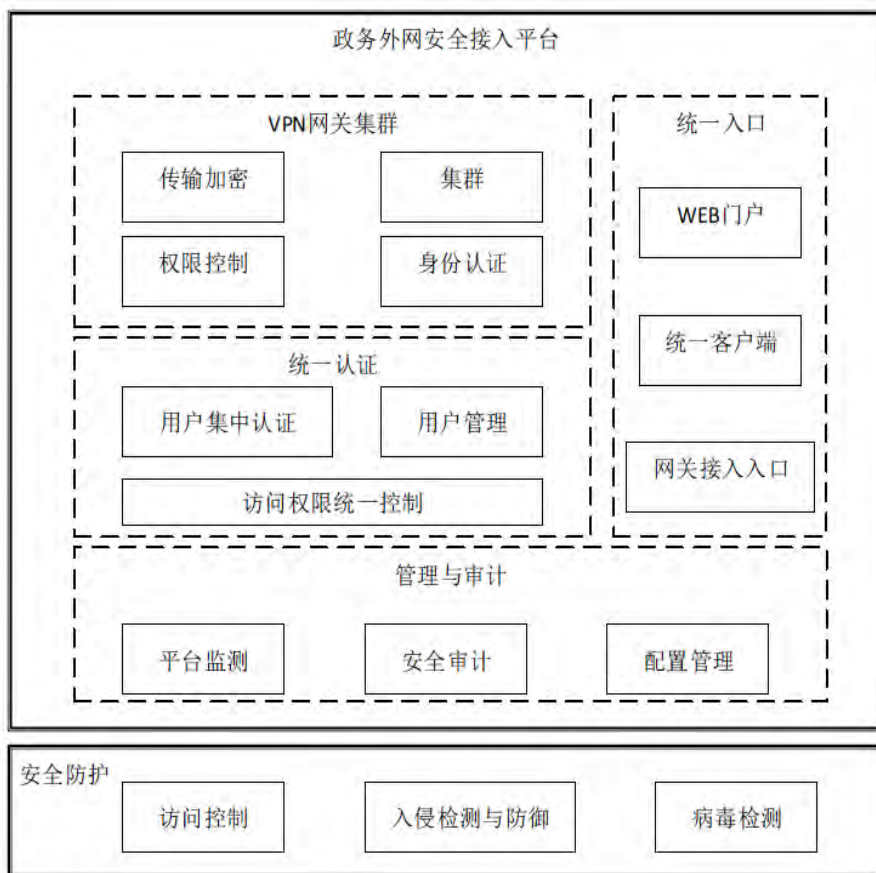 政务外网安全接入平台
VPN网关集群
传输加密
集群
权限控制
身份认证
统一认证
用户集中认证
用户管理
访问权限统一控制
统一入口
WEB门户
统一客户端
网关接入入口
管理与审计
平台监测
安全审计
配置管理
安全防护
访问控制
入侵检测与防御
病毒检测